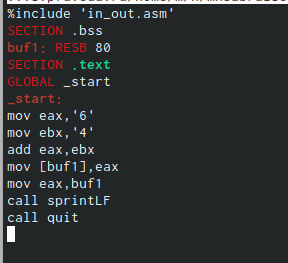 %include 'in_out.asm'
SECTION .bss
buf1: RESB 80
SECTION .text
GLOBAL _start
_start:
mov eax,'6'
mov ebx,'4'
add eax,ebx
mov [buf1],eax
mov eax,buf1
call sprintLF
call quit